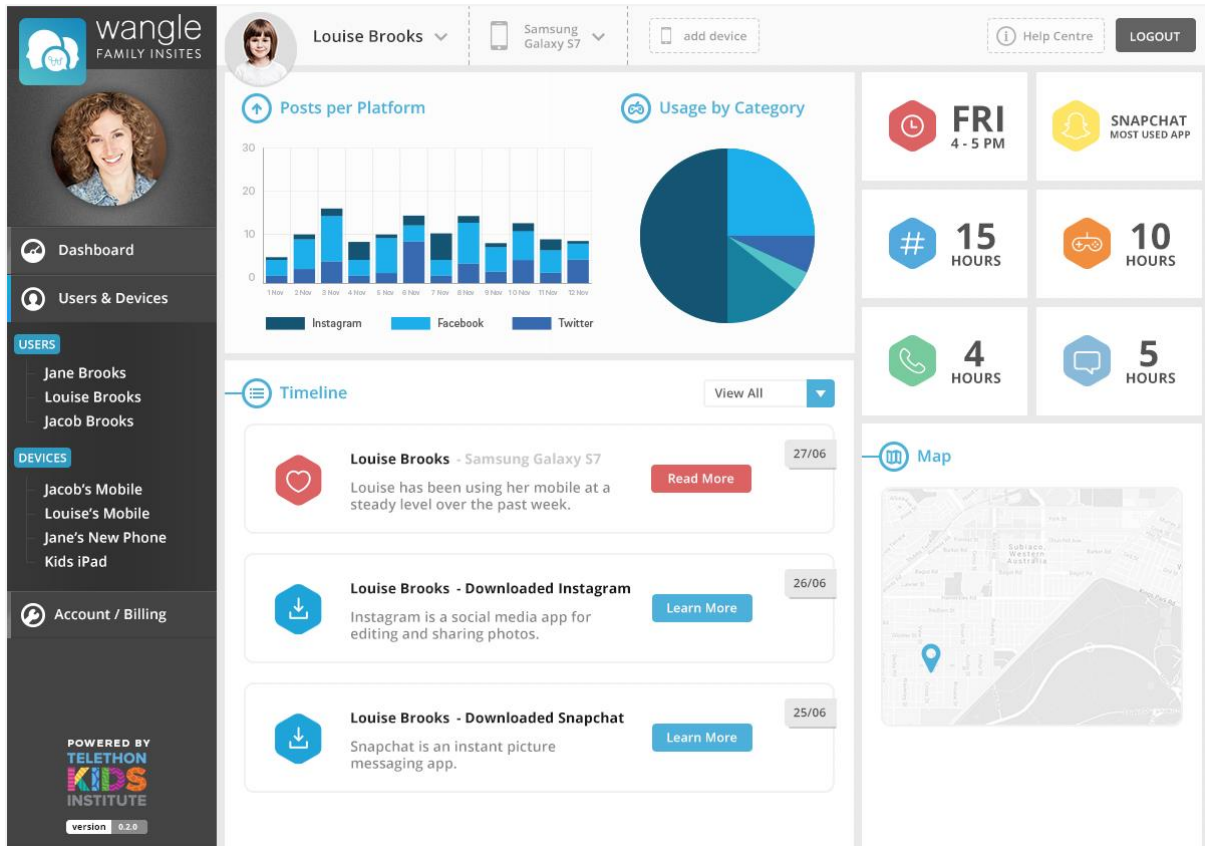 wangle
FAMILY INSITES
Louise Brooks
Samsung
Galaxy S7
add device
Help Centre
LOGOUT
Dashboard
Users & Devices
USERS
Jane Brooks
Louise Brooks
Jacob Brooks
DEVICES
Jacob's Mobile
Louise's Mobile
Jane's New Phone
Kids iPad
Account / Billing
POWERED BY
TELETHON
KIDS
INSTITUTE
version 0.2.0
Posts per Platform
30
20
10
0
1 Nov 2 Nov 3 Nov 4 Nov 5 Nov 6 Nov 7 Nov 8 Nov 9 Nov 10 Nov 11 Nov 12 Nov
Instagram Facebook Twitter
Usage by Category
Timeline
View All
Louise Brooks - Samsung Galaxy S7
27/06
Louise has been using her mobile at a
steady level over the past week.
Read More
Louise Brooks - Downloaded Instagram
26/06
Instagram is a social media app for
editing and sharing photos.
Learn More
Louise Brooks - Downloaded Snapchat
25/06
Snapchat is an instant picture
messaging app.
Learn More
FRI
4 - 5 PM
SNAPCHAT
MOST USED APP
#
15
HOURS
10
HOURS
4
HOURS
5
HOURS
Map
Subiaco,
Western
Australia